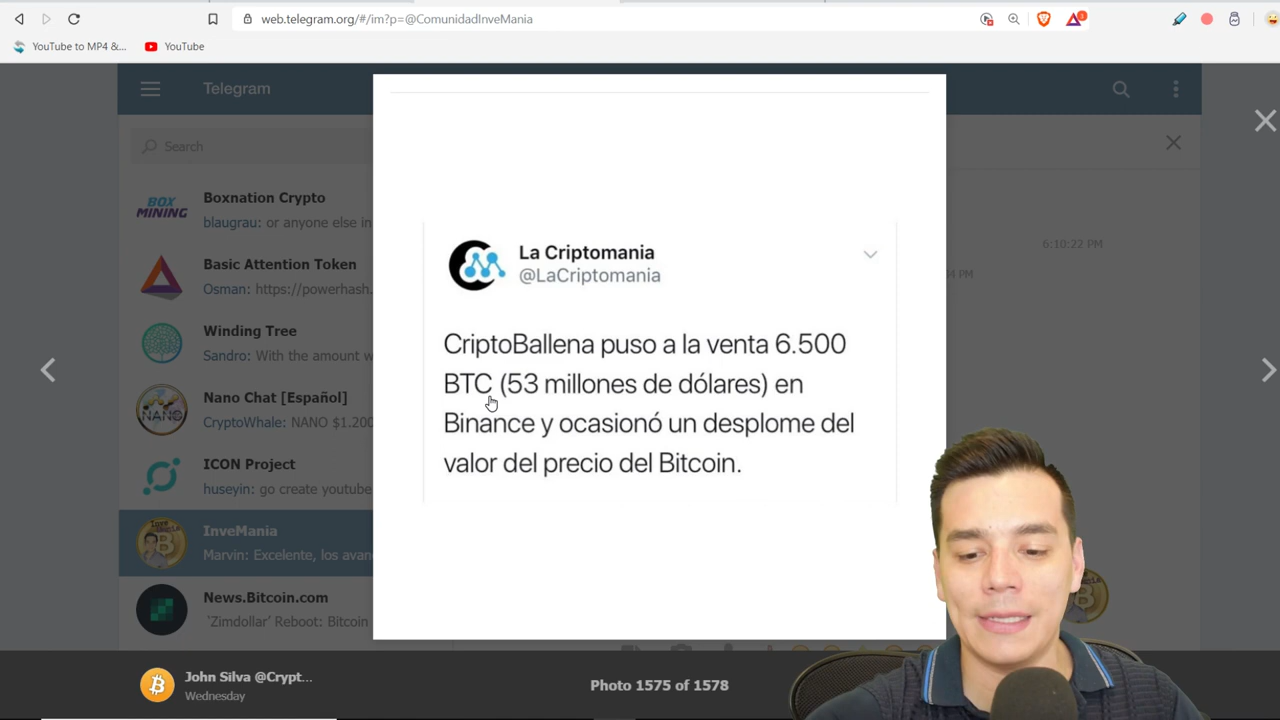 web.telegram.org/#/im?p=@ComunidadInveMania
1
YouTube to MP4 &...
YouTube
Telegram
Search
6:10:22 PM
Boxnation Crypto
blaugrau: or anyone else in
BOX
MINING
Basic Attention Token
Osman: https://powerhash.
Winding Tree
Sandro: With the amount w
Nano Chat [Español]
CryptoWhale: NANO $1.200
NANO
ICON Project
huseyin: go create youtube
InveMania
Marvin: Excelente, los avan
News.Bitcoin.com
'Zimdollar' Reboot: Bitcoin
La Criptomania
@LaCriptomania
CriptoBallena puso a la venta 6.500
BTC (53 millones de dólares) en
Binance y ocasionó un desplome del
valor del precio del Bitcoin.
John Silva @Crypt...
Wednesday
Photo 1575 of 1578